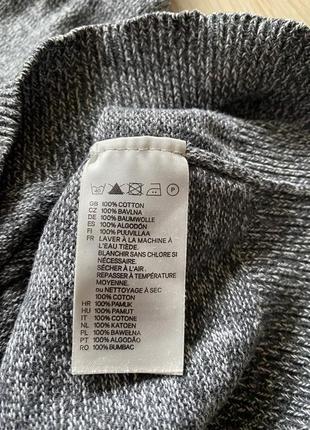 GB 100% COTTON
CZ 100% BAVLNA
DE 100% BAUMWOLLE
ES 100% ALGODÓN
FI 100% PUUVILLAA
FR LAVER À LA MACHINE À
L'EAU TIÈDE.
BLANCHIR SANS CHLORE SI
NÉCESSAIRE.
SÉCHER À L'AIR.
REPASSER À TEMPÉRATURE
MOYENNE.
ou NETTOYAGE À SEC
100% COTON
HR 100% PAMUK
HU 100% PAMUT
IT 100% COTONE
NL 100% KATOEN
PL 100% BAWEŁNA
PT 100% ALGODÃO
RO 100% BUMBAC